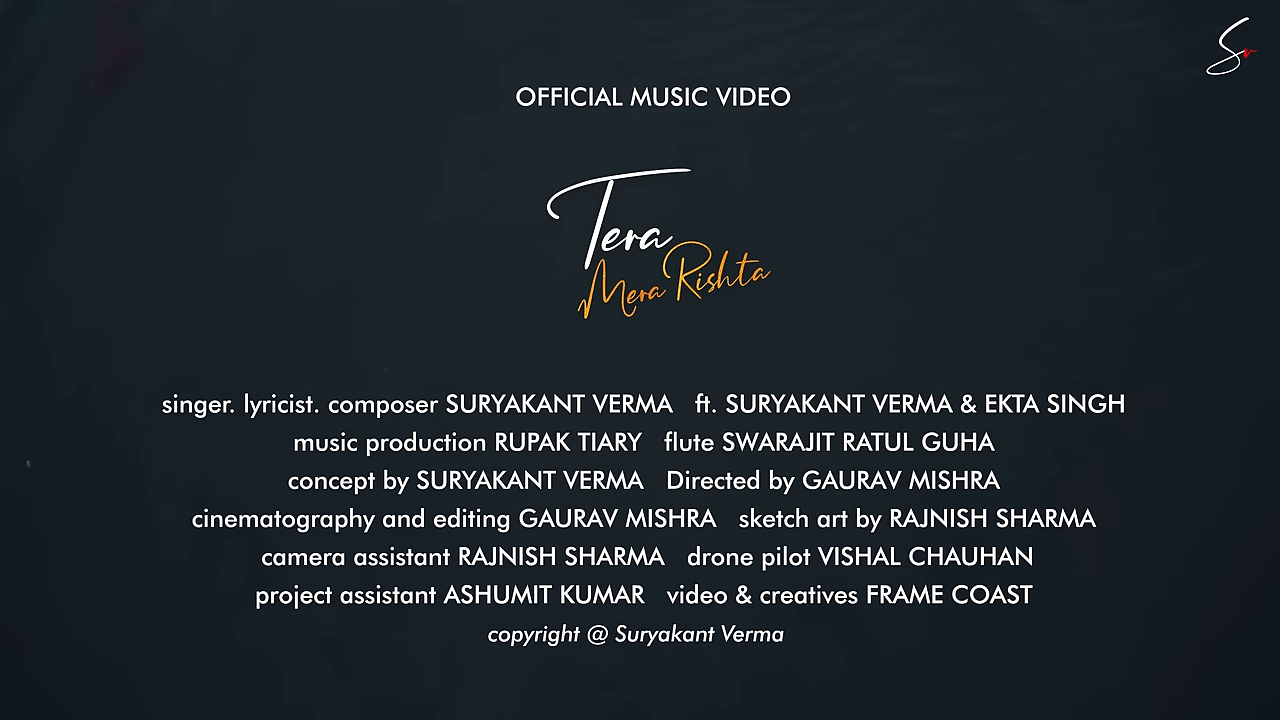 Sv
OFFICIAL MUSIC VIDEO
Tera
Mera Rishta
singer. lyricist. composer SURYAKANT VERMA ft. SURYAKANT VERMA & EKTA SINGH
music production RUPAK TIARY flute SWARAJIT RATUL GUHA
concept by SURYAKANT VERMA Directed by GAURAV MISHRA
cinematography and editing GAURAV MISHRA sketch art by RAJNISH SHARMA
camera assistant RAJNISH SHARMA drone pilot VISHAL CHAUHAN
project assistant ASHUMIT KUMAR video & creatives FRAME COAST
copyright @ Suryakant Verma